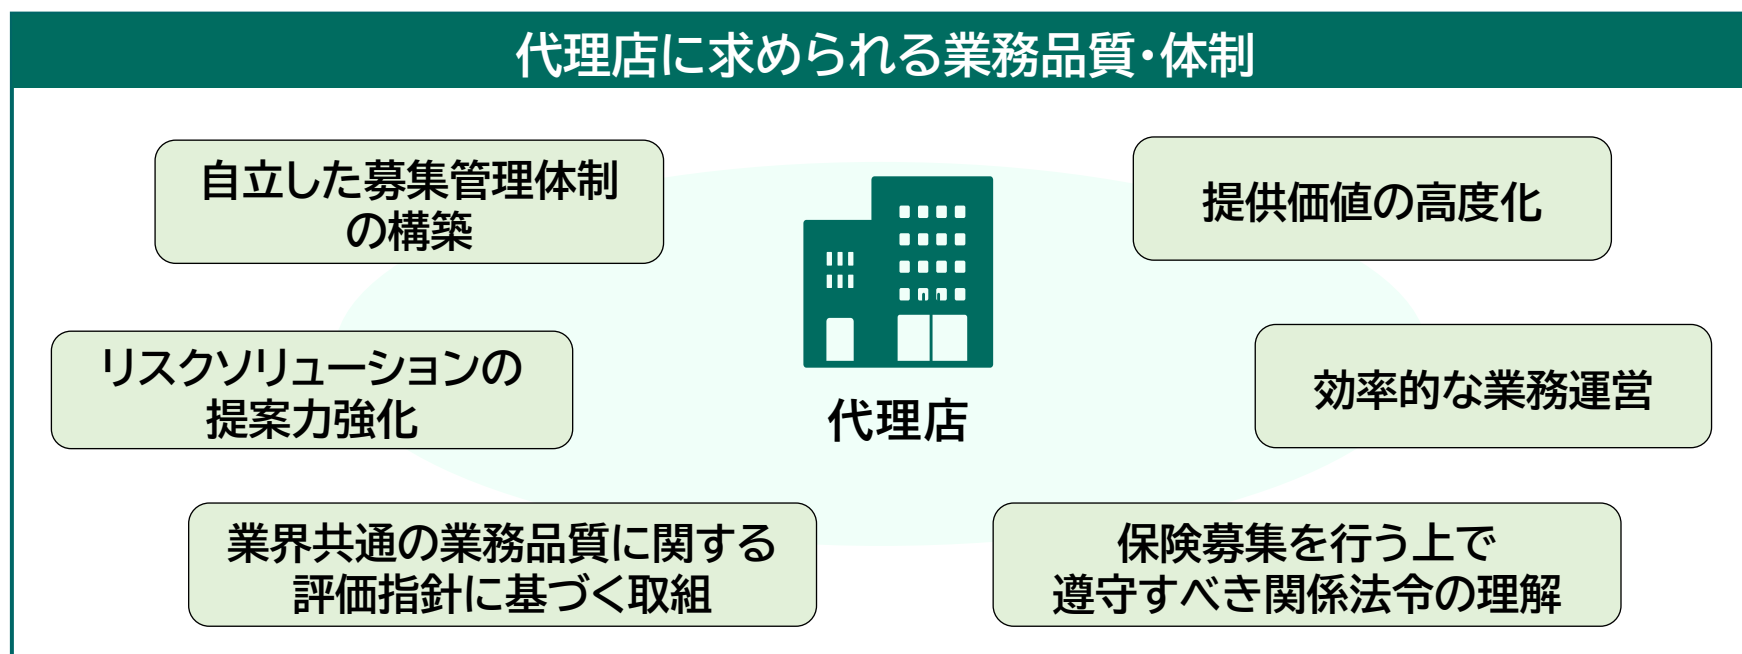 代理店に求められる業務品質・体制
自立した募集管理体制
の構築
提供価値の高度化
リスクソリューションの
提案力強化
代理店
効率的な業務運営
業界共通の業務品質に関する
評価指針に基づく取組
保険募集を行う上で
遵守すべき関係法令の理解